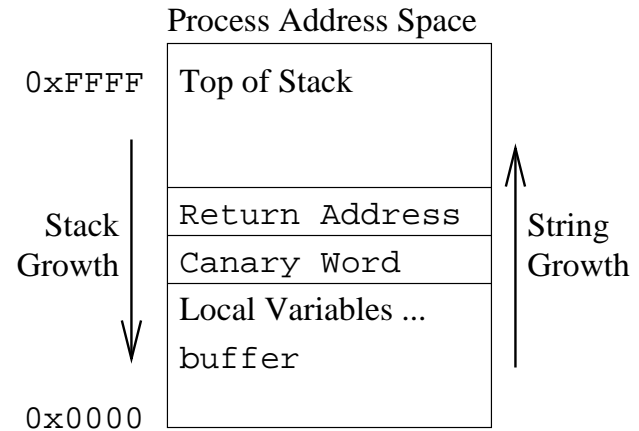 Process Address Space
0xFFFF
Top of Stack
Return Address
Stack
Growth
String
Growth
Canary Word
Local Variables ...
buffer
0x0000